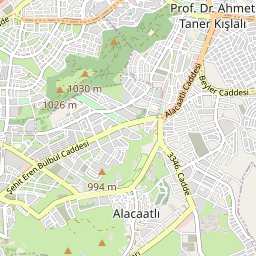 Prof. Dr. Ahmet
Taner Kışlalı
1030 m
1026 m
Beyler Caddesi
Alacaatlı Caddesi
Şehit Eren Bülbül Caddesi
3346. Cadde
994 m
Alacaatlı